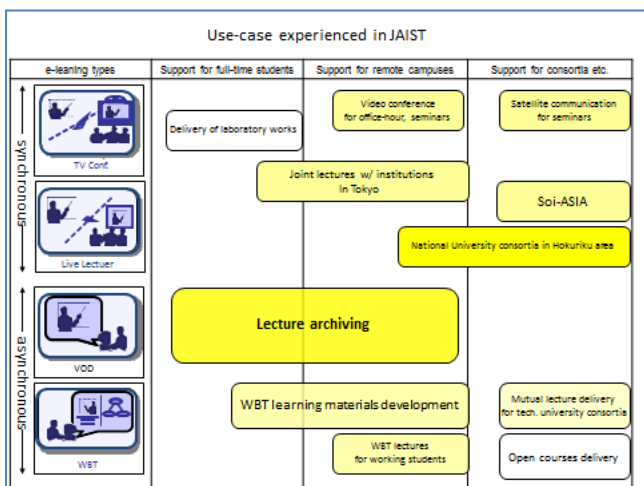 Use-case experienced in JAIST
e-leaning types
Support for full-time students
Support for remote campuses
Support for consortia etc.
synchronous
TV Conf.
Delivery of laboratory works
Video conference
for office-hour, seminars
Satellite communication
for seminars
Joint lectures w/ institutions
In Tokyo
Live Lectuer
Soi-ASIA
National University consortia in Hokuriku area
asynchronous
VOD
Lecture archiving
WBT
WBT learning materials development
Mutual lecture delivery
for tech. university consortia
WBT lectures
for working students
Open courses delivery